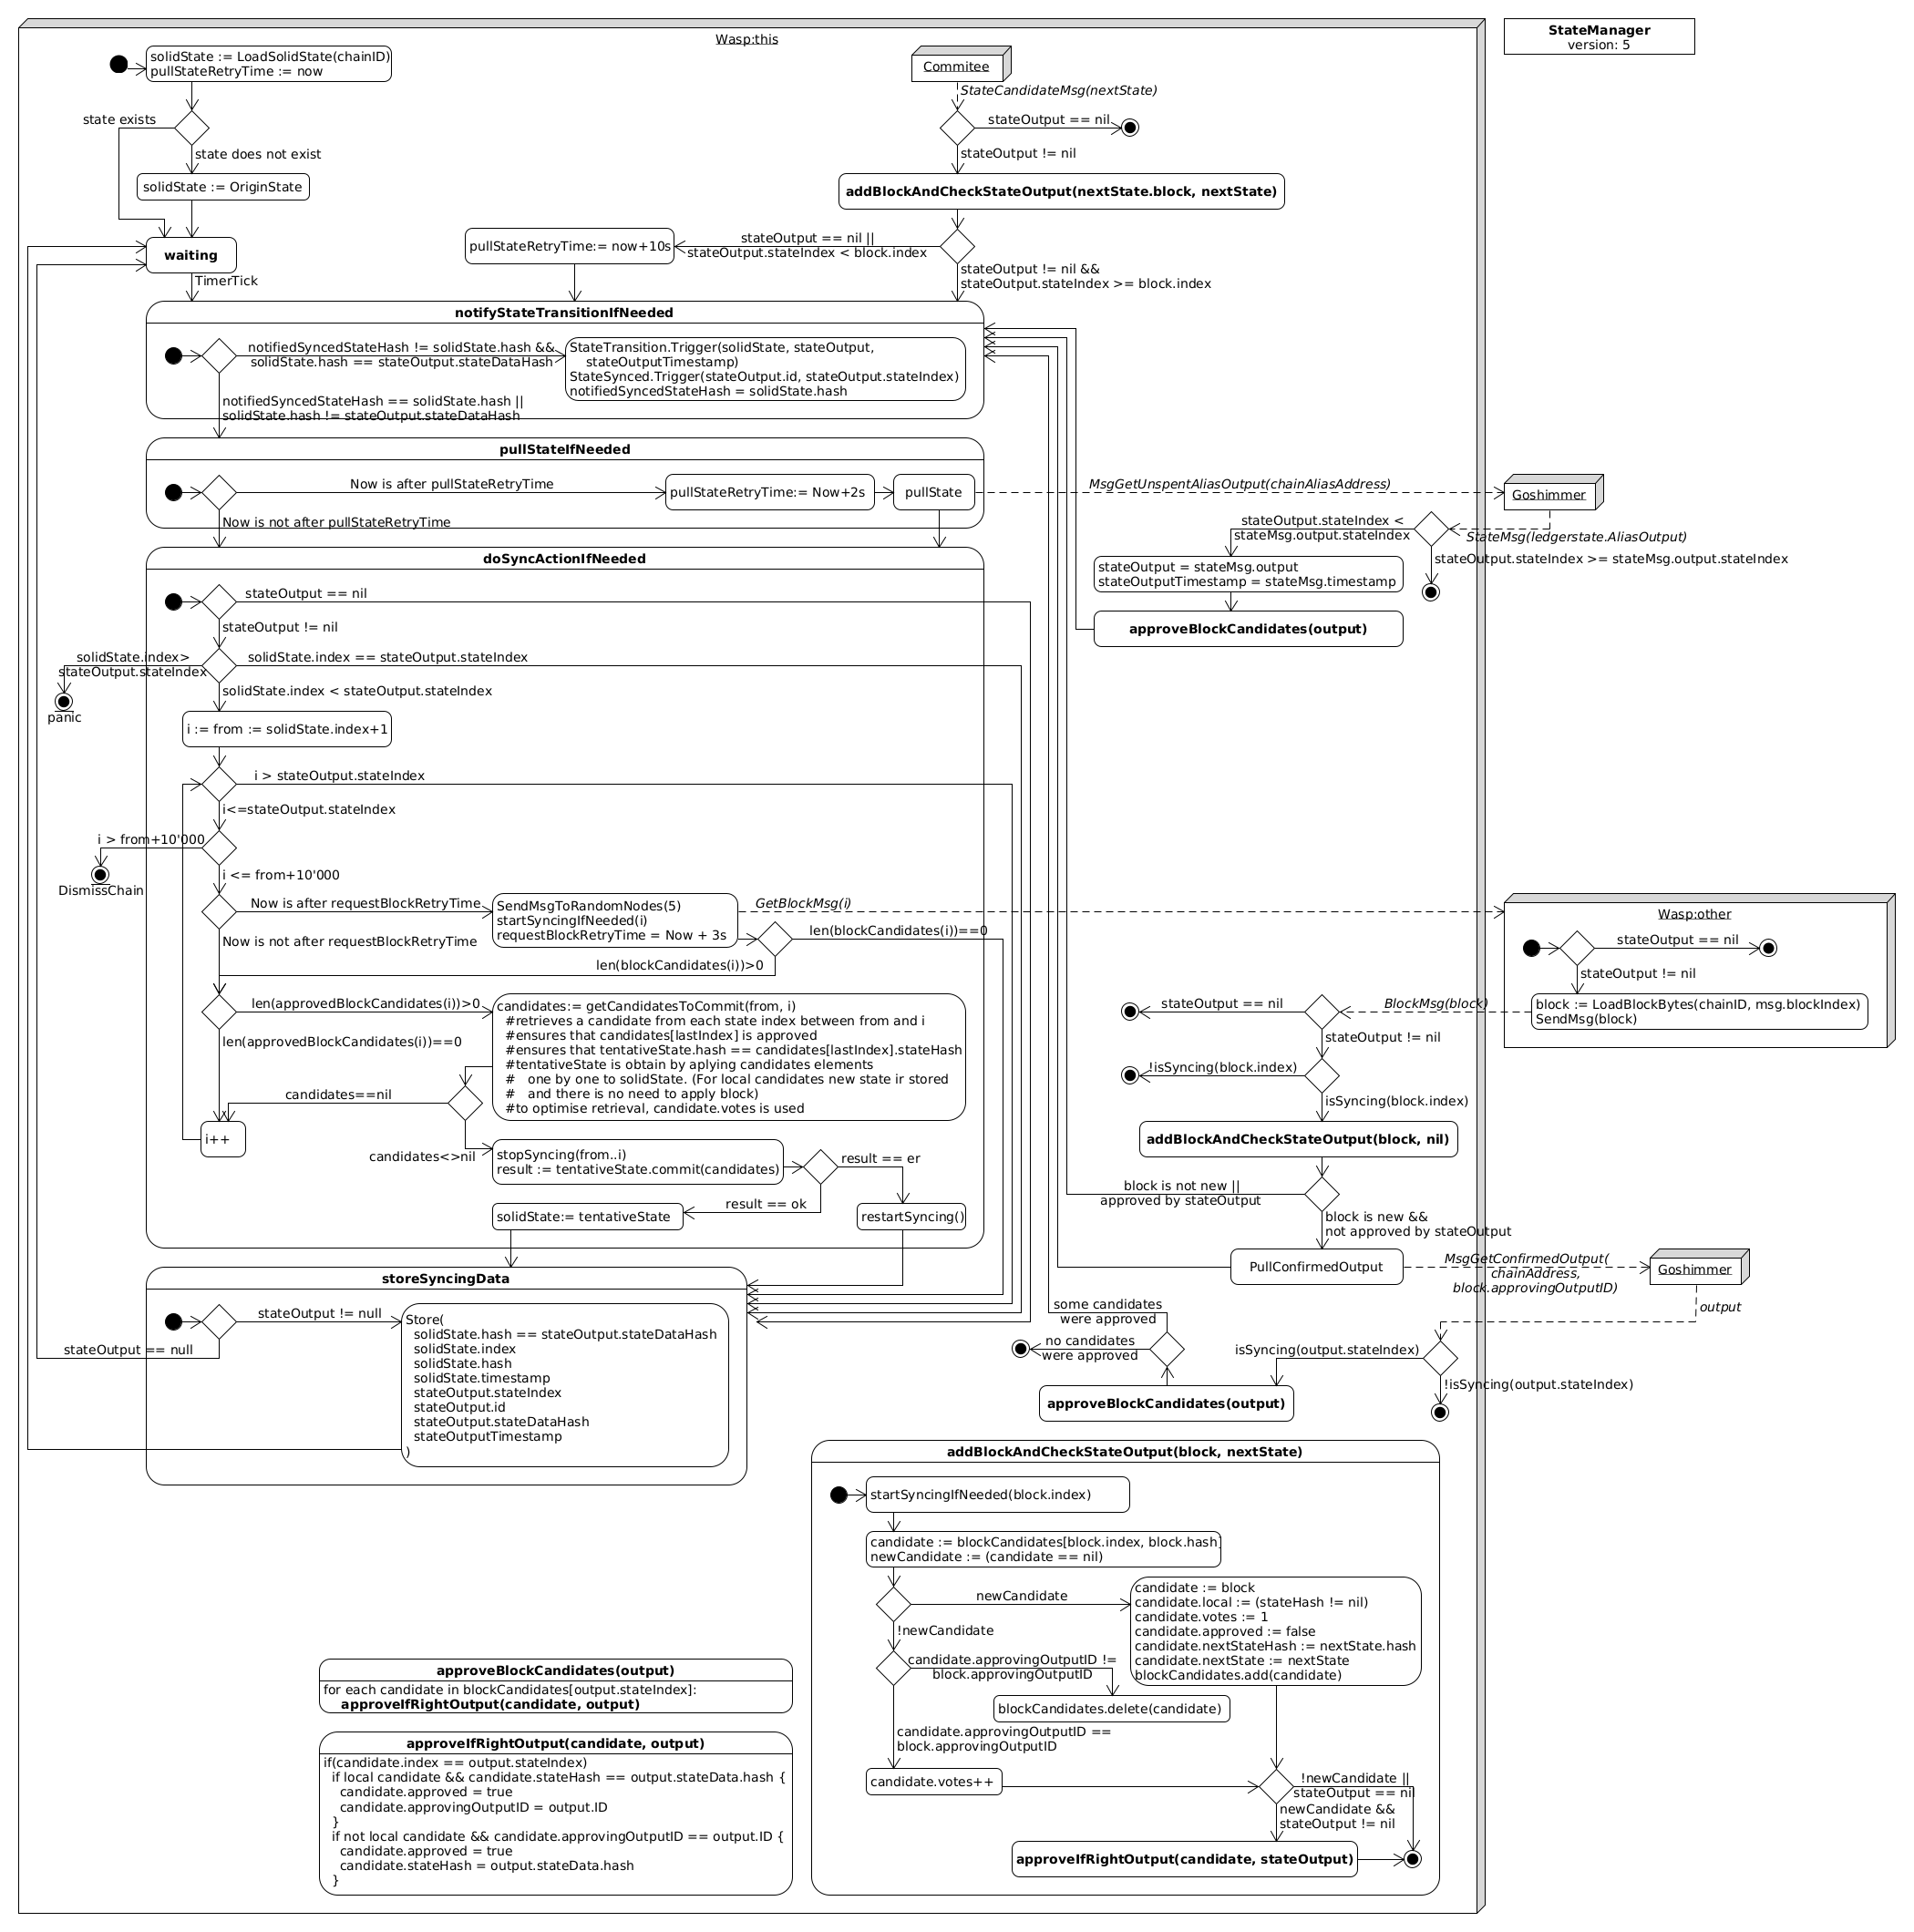 Wasp:this
StateManager
version: 5
solidState := LoadSolidState(chainID)
pullStateRetryTime := now
state exists
state does not exist
solidState := OriginState
waiting
TimerTick
Commitee
StateCandidateMsg(nextState)
stateOutput == nil
stateOutput != nil
addBlockAndCheckStateOutput(nextState.block, nextState)
stateOutput == nil ||
stateOutput.stateIndex < block.index
pullStateRetryTime:= now+10s
stateOutput != nil &&
stateOutput.stateIndex >= block.index
notifyStateTransitionIfNeeded
notifiedSyncedStateHash != solidState.hash &&
solidState.hash == stateOutput.stateDataHash
StateTransition.Trigger(solidState, stateOutput,
stateOutputTimestamp)
StateSynced.Trigger(stateOutput.id, stateOutput.stateIndex)
notifiedSyncedStateHash = solidState.hash
notifiedSyncedStateHash == solidState.hash ||
solidState.hash != stateOutput.stateDataHash
pullStateIfNeeded
Now is after pullStateRetryTime
pullStateRetryTime:= Now+2s
pullState
Now is not after pullStateRetryTime
MsgGetUnspentAliasOutput(chainAliasAddress)
Goshimmer
StateMsg(ledgerstate.AliasOutput)
stateOutput.stateIndex <
stateMsg.output.stateIndex
stateOutput.stateIndex >= stateMsg.output.stateIndex
stateOutput = stateMsg.output
stateOutputTimestamp = stateMsg.timestamp
approveBlockCandidates(output)
doSyncActionIfNeeded
stateOutput == nil
stateOutput != nil
solidState.index>
stateOutput.stateIndex
panic
solidState.index == stateOutput.stateIndex
solidState.index < stateOutput.stateIndex
i := from := solidState.index+1
i > stateOutput.stateIndex
i<=stateOutput.stateIndex
i > from+10'000
DismissChain
i <= from+10'000
Now is after requestBlockRetryTime
SendMsgToRandomNodes(5)
startSyncingIfNeeded(i)
requestBlockRetryTime = Now + 3s
Now is not after requestBlockRetryTime
GetBlockMsg(i)
len(blockCandidates(i))==0
len(blockCandidates(i))>0
len(approvedBlockCandidates(i))>0
len(approvedBlockCandidates(i))==0
candidates:= getCandidatesToCommit(from, i)
#retrieves a candidate from each state index between from and i
#ensures that candidates[lastIndex] is approved
#ensures that tentativeState.hash == candidates[lastIndex].stateHash
#tentativeState is obtain by aplying candidates elements
#   one by one to solidState. (For local candidates new state ir stored
#   and there is no need to apply block)
#to optimise retrieval, candidate.votes is used
candidates==nil
i++
candidates<>nil
stopSyncing(from..i)
result := tentativeState.commit(candidates)
result == er
result == ok
solidState:= tentativeState
restartSyncing()
Wasp:other
stateOutput == nil
stateOutput != nil
block := LoadBlockBytes(chainID, msg.blockIndex)
SendMsg(block)
BlockMsg(block)
stateOutput == nil
stateOutput != nil
!isSyncing(block.index)
isSyncing(block.index)
addBlockAndCheckStateOutput(block, nil)
block is not new ||
approved by stateOutput
block is new &&
not approved by stateOutput
PullConfirmedOutput
MsgGetConfirmedOutput(
chainAddress,
block.approvingOutputID)
Goshimmer
output
isSyncing(output.stateIndex)
!isSyncing(output.stateIndex)
some candidates
were approved
no candidates
were approved
approveBlockCandidates(output)
storeSyncingData
stateOutput != null
stateOutput == null
Store(
solidState.hash == stateOutput.stateDataHash
solidState.index
solidState.hash
solidState.timestamp
stateOutput.stateIndex
stateOutput.id
stateOutput.stateDataHash
stateOutputTimestamp
)
addBlockAndCheckStateOutput(block, nextState)
startSyncingIfNeeded(block.index)
candidate := blockCandidates[block.index, block.hash]
newCandidate := (candidate == nil)
newCandidate
!newCandidate
candidate := block
candidate.local := (stateHash != nil)
candidate.votes := 1
candidate.approved := false
candidate.nextStateHash := nextState.hash
candidate.nextState := nextState
blockCandidates.add(candidate)
candidate.approvingOutputID !=
block.approvingOutputID
blockCandidates.delete(candidate)
candidate.approvingOutputID ==
block.approvingOutputID
candidate.votes++
!newCandidate ||
stateOutput == nil
newCandidate &&
stateOutput != nil
approveIfRightOutput(candidate, stateOutput)
approveBlockCandidates(output)
for each candidate in blockCandidates[output.stateIndex]:
approveIfRightOutput(candidate, output)
approveIfRightOutput(candidate, output)
if(candidate.index == output.stateIndex)
if local candidate && candidate.stateHash == output.stateData.hash {
candidate.approved = true
candidate.approvingOutputID = output.ID
}
if not local candidate && candidate.approvingOutputID == output.ID {
candidate.approved = true
candidate.stateHash = output.stateData.hash
}